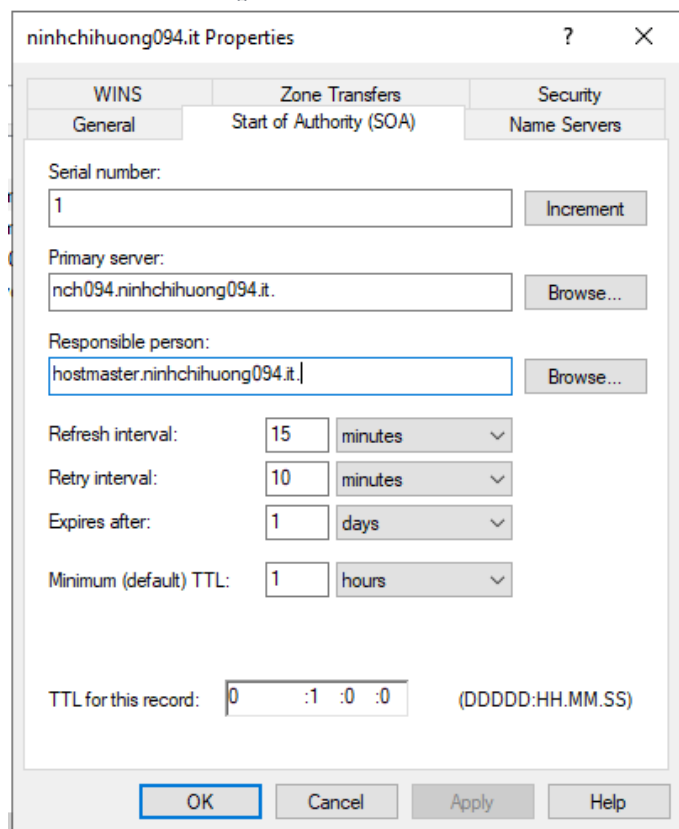 ninhchihuong094.it Properties ? ×
WINS Zone Transfers Security
General Start of Authority (SOA) Name Servers
Serial number:
1 Increment
Primary server:
nch094.ninhchihuong094.it. Browse...
Responsible person:
hostmaster.ninhchihuong094.it. Browse...
Refresh interval: 15 minutes
Retry interval: 10 minutes
Expires after: 1 days
Minimum (default) TTL: 1 hours
TTL for this record: 0 :1 :0 :0 (DDDDD:HH.MM.SS)
OK Cancel Apply Help